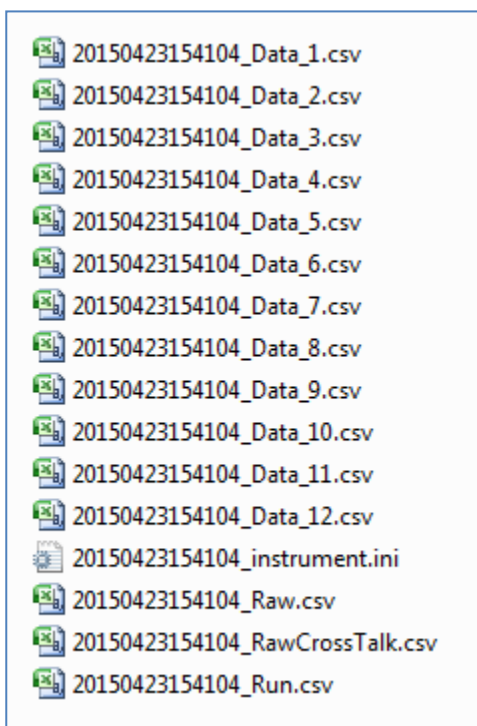 20150423154104_Data_1.csv
20150423154104_Data_2.csv
20150423154104_Data_3.csv
20150423154104_Data_4.csv
20150423154104_Data_5.csv
20150423154104_Data_6.csv
20150423154104_Data_7.csv
20150423154104_Data_8.csv
20150423154104_Data_9.csv
20150423154104_Data_10.csv
20150423154104_Data_11.csv
20150423154104_Data_12.csv
20150423154104_instrument.ini
20150423154104_Raw.csv
20150423154104_RawCrossTalk.csv
20150423154104_Run.csv